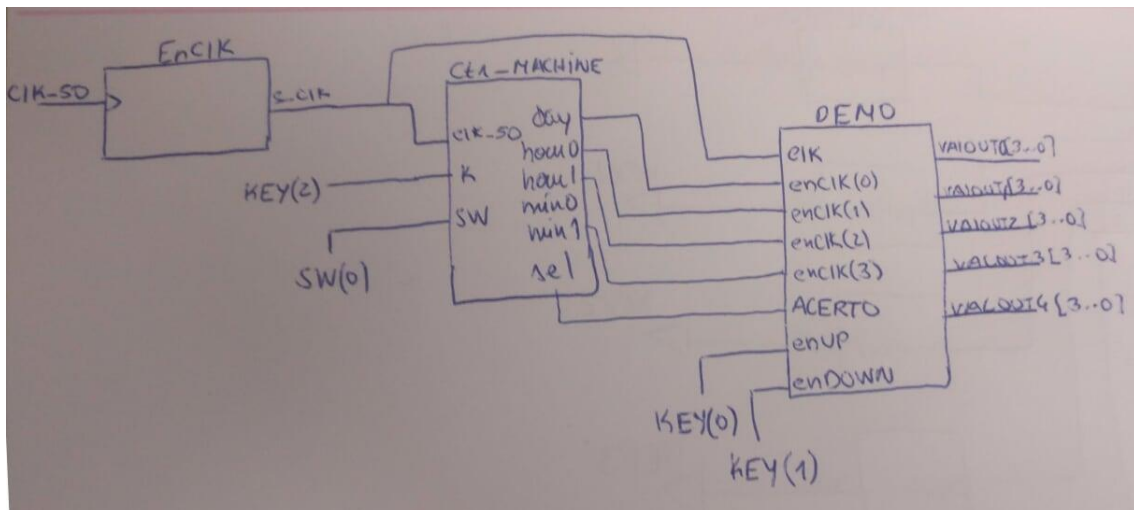 EnClK
ClK-50
s_ClK
Ct1-MACHINE
clK-50
K
SW
day
hour0
hour1
min0
min1
sel
KEY(2)
SW(0)
DEMO
clK
enClK(0)
enClK(1)
enClK(2)
enClK(3)
ACERTO
enUP
enDOWN
VAlOUT0[3..0]
VAlOUT1[3..0]
VAlOUT2[3..0]
VALOUT3[3..0]
VALOUT4[3..0]
KEY(0)
KEY(1)